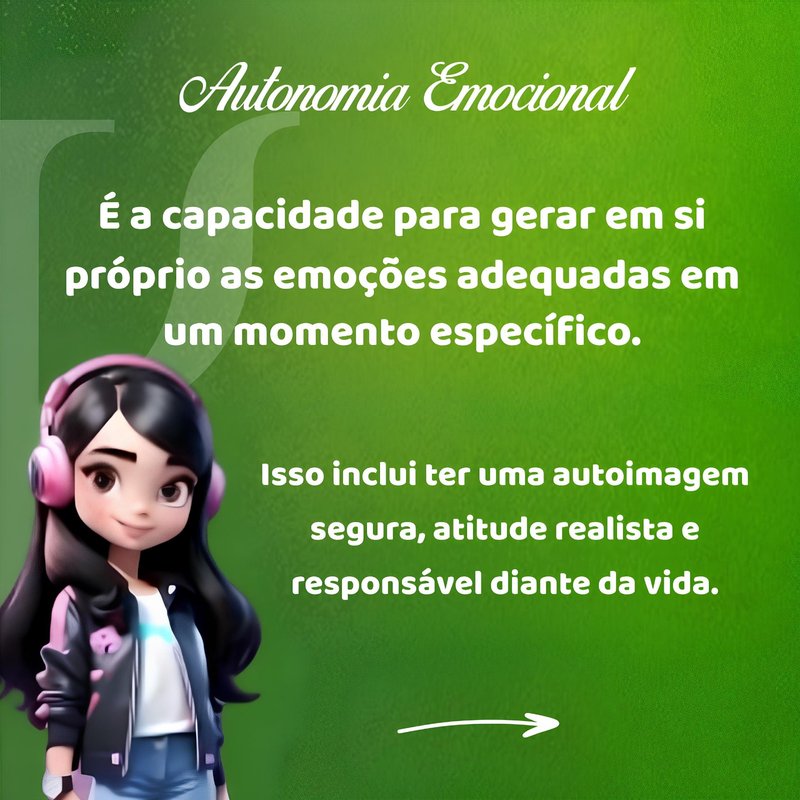 Autonomia Emocional
É a capacidade para gerar em si
próprio as emoções adequadas em
um momento específico.
Isso inclui ter uma autoimagem
segura, atitude realista e
responsável diante da vida.